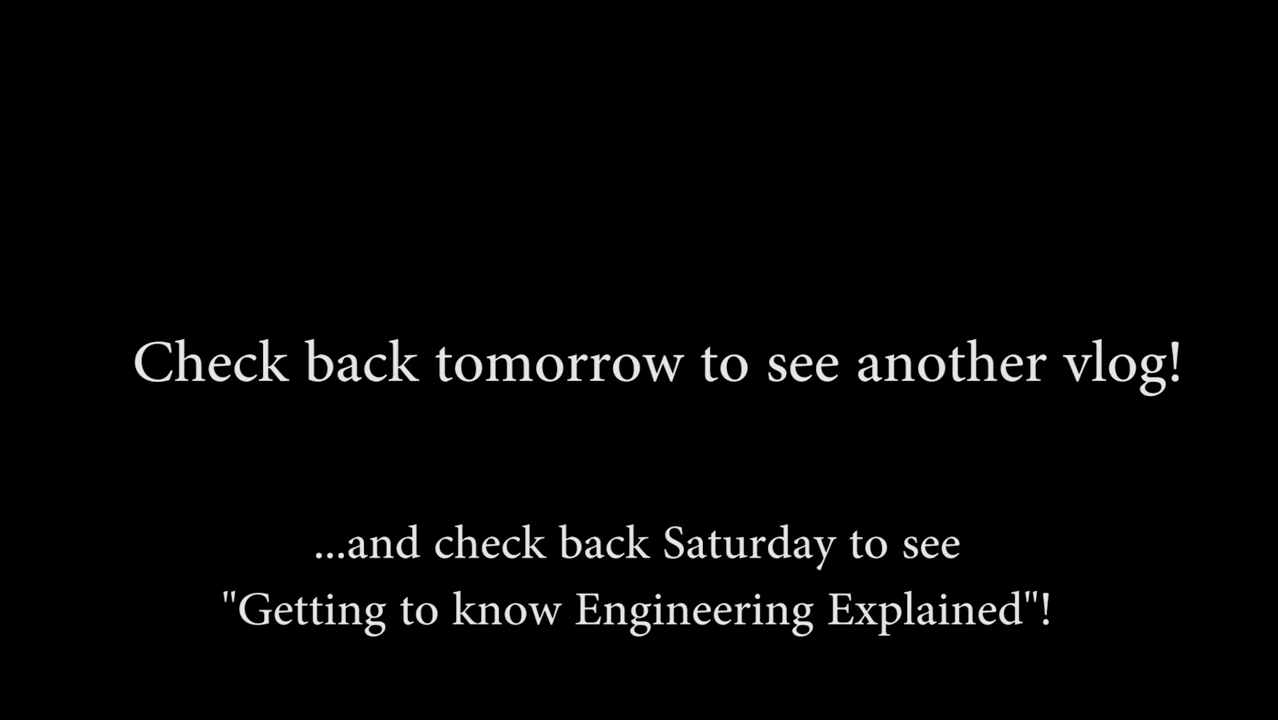 Check back tomorrow to see another vlog!
...and check back Saturday to see
"Getting to know Engineering Explained"!